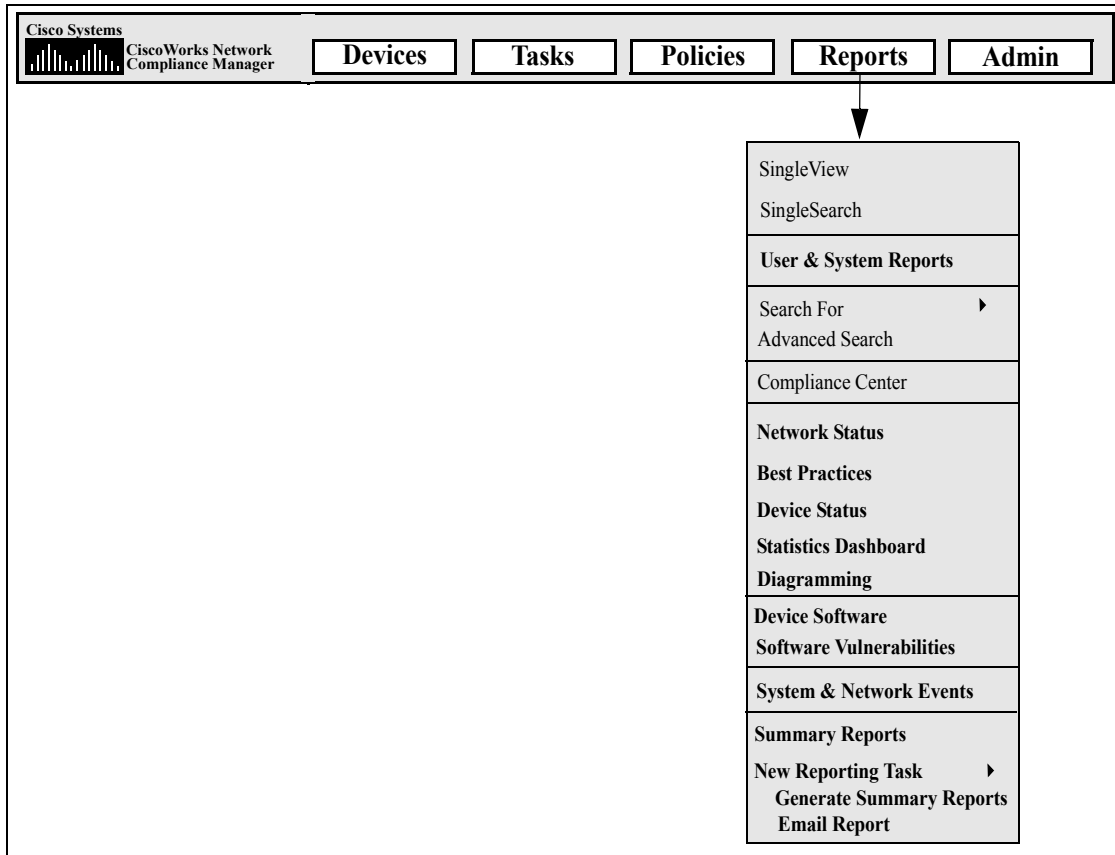 Cisco Systems
CiscoWorks Network
Compliance Manager
Devices
Tasks
Policies
Reports
Admin
SingleView
SingleSearch
User & System Reports
Search For
Advanced Search
Compliance Center
Network Status
Best Practices
Device Status
Statistics Dashboard
Diagramming
Device Software
Software Vulnerabilities
System & Network Events
Summary Reports
New Reporting Task
Generate Summary Reports
Email Report